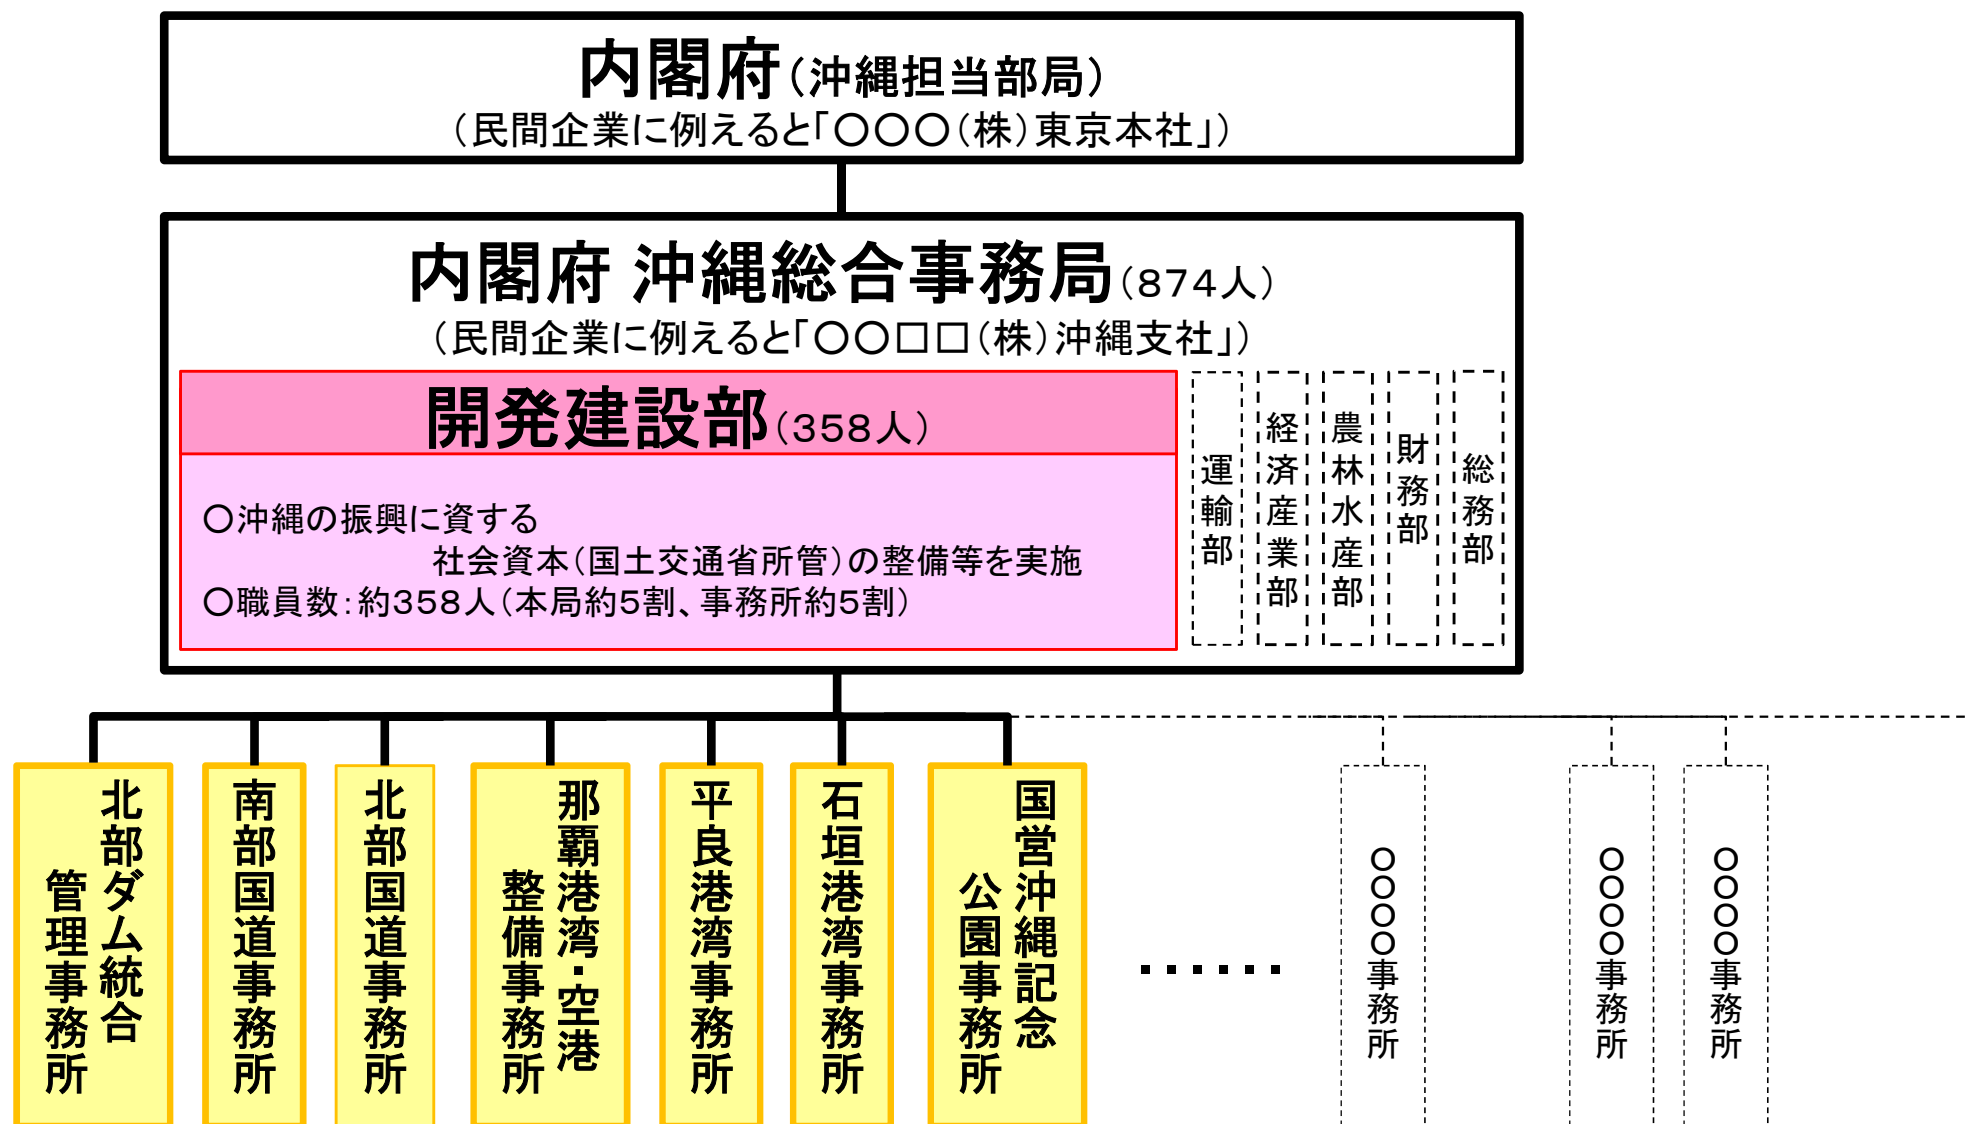 内閣府(沖縄担当部局)
(民間企業に例えると「〇〇〇(株)東京本社」)
内閣府 沖縄総合事務局(874人)
(民間企業に例えると「〇〇□□(株)沖縄支社」)
開発建設部(358人)
〇沖縄の振興に資する
社会資本(国土交通省所管)の整備等を実施
〇職員数:約358人(本局約5割、事務所約5割)
運輸部
経済産業部
農林水産部
財務部
総務部
北部ダム統合
管理事務所
南部国道事務所
北部国道事務所
那覇港湾・空港
整備事務所
平良港湾事務所
石垣港湾事務所
国営沖縄記念
公園事務所
・・・・・・
〇〇〇〇事務所
〇〇〇〇事務所
〇〇〇〇事務所